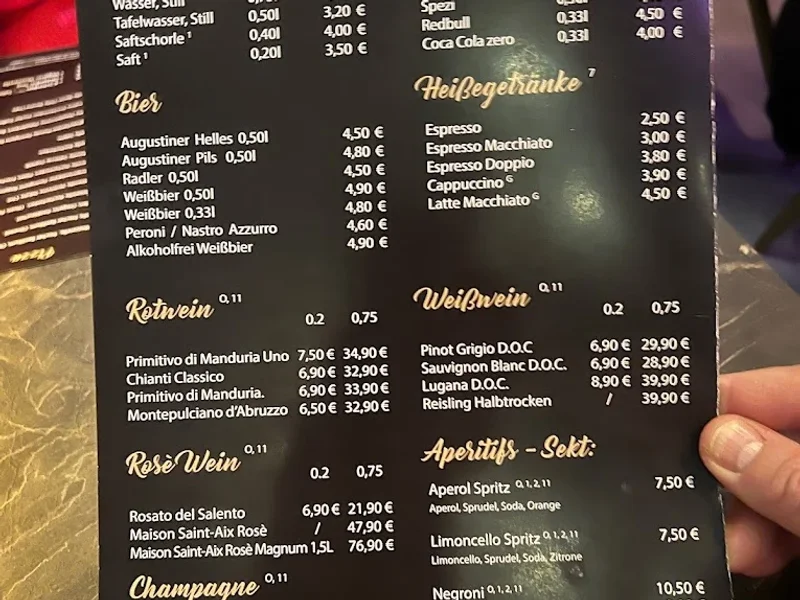 Wasser, Still
Tafelwasser, Still 0,50l 3,20 €
Saftschorle ¹ 0,40l 4,00 €
Saft ¹ 0,20l 3,50 €
Bier
Augustiner Helles 0,50l 4,50 €
Augustiner Pils 0,50l 4,80 €
Radler 0,50l 4,50 €
Weißbier 0,50l 4,90 €
Weißbier 0,33l 4,80 €
Peroni / Nastro Azzurro 4,60 €
Alkoholfrei Weißbier 4,90 €
Rotwein O, 11
0.2 0,75
Primitivo di Manduria Uno 7,50 € 34,90 €
Chianti Classico 6,90 € 32,90 €
Primitivo di Manduria. 6,90 € 33,90 €
Montepulciano d'Abruzzo 6,50 € 32,90 €
Rosè Wein O, 11
0.2 0,75
Rosato del Salento 6,90 € 21,90 €
Maison Saint-Aix Rosè / 47,90 €
Maison Saint-Aix Rosè Magnum 1,5L 76,90 €
Champagne O, 11
Spezi
Redbull 0,33l 4,50 €
Coca Cola zero 0,33l 4,00 €
Heißegetränke 7
Espresso 2,50 €
Espresso Macchiato 3,00 €
Espresso Doppio 3,80 €
Cappuccino G 3,90 €
Latte Macchiato G 4,50 €
Weißwein O, 11
0.2 0,75
Pinot Grigio D.O.C 6,90 € 29,90 €
Sauvignon Blanc D.O.C. 6,90 € 28,90 €
Lugana D.O.C. 8,90 € 39,90 €
Reisling Halbtrocken / 39,90 €
Aperitifs - Sekt:
Aperol Spritz O, 1, 2, 11 7,50 €
Aperol, Sprudel, Soda, Orange
Limoncello Spritz O, 1, 2, 11 7,50 €
Limoncello, Sprudel, Soda, Zitrone
Negroni O, 1, 2, 11 10,50 €